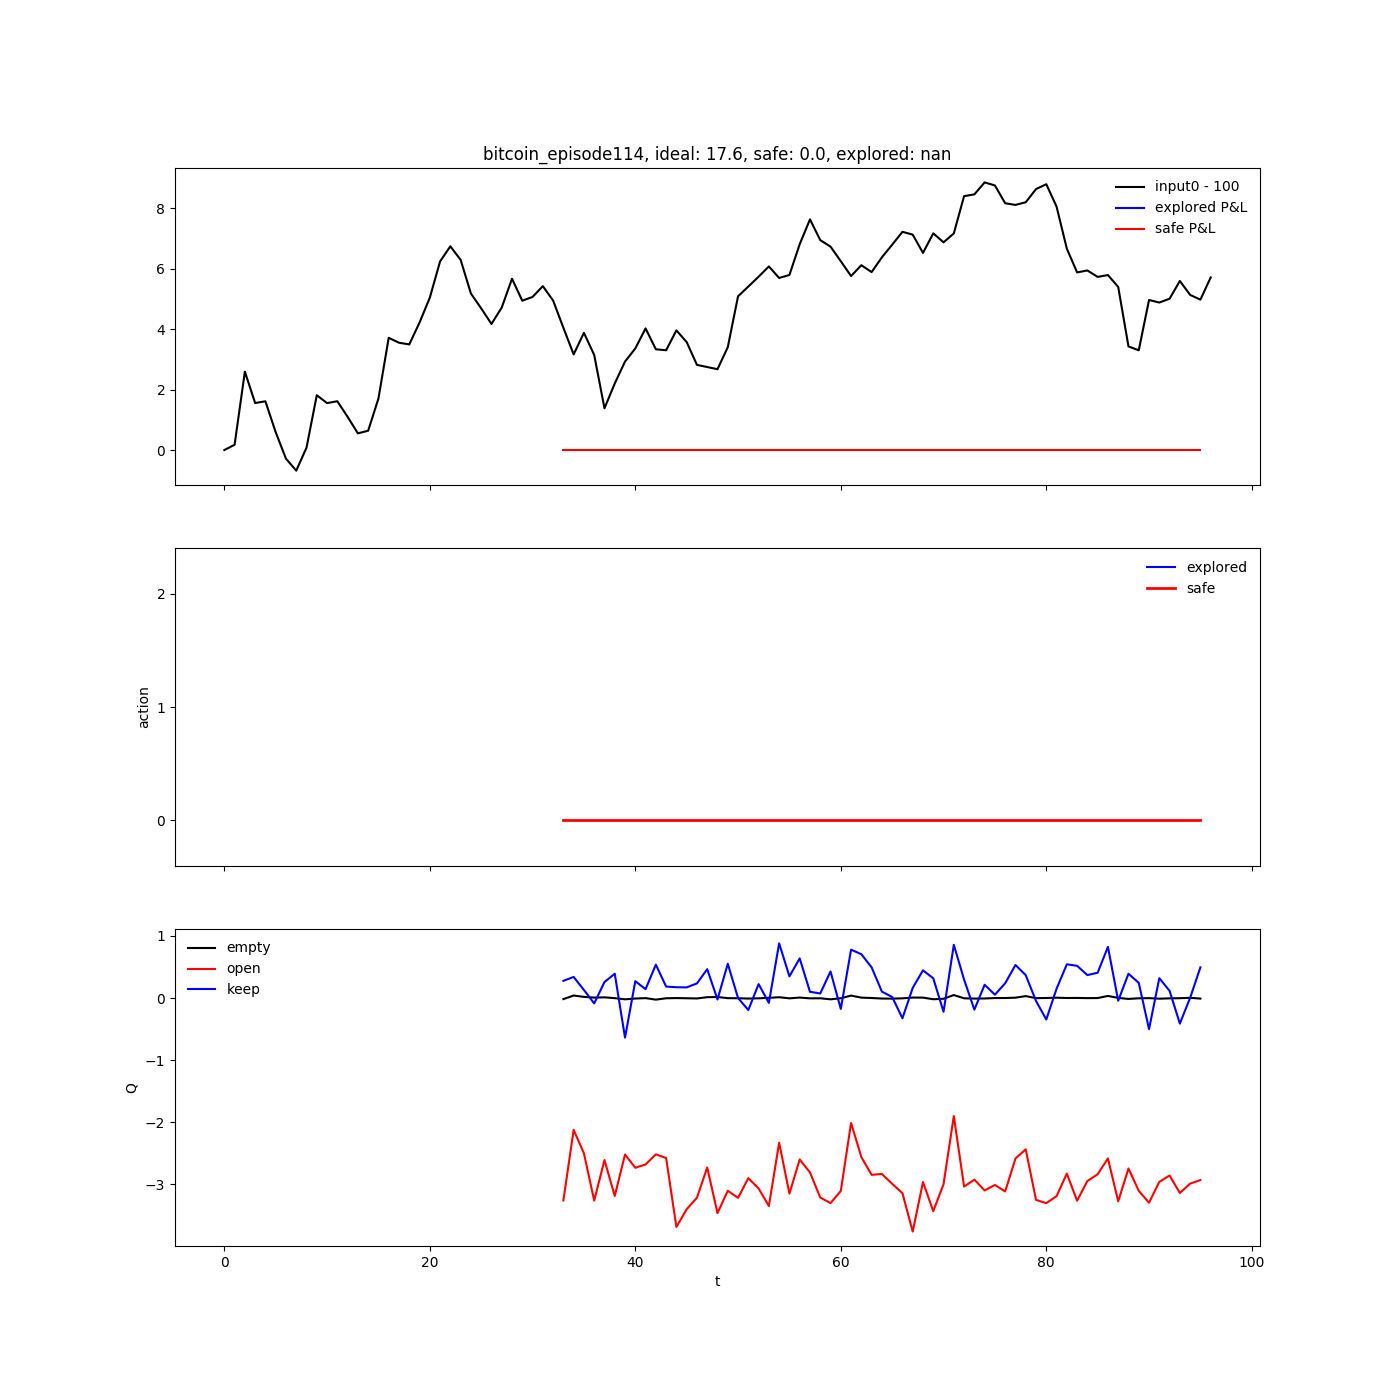 bitcoin_episode114, ideal: 17.6, safe: 0.0, explored: nan
input0 - 100
explored P&L
safe P&L
8
6
4
2
0
explored
safe
2
1
0
action
empty
open
keep
1
0
−1
−2
−3
Q
0 20 40 60 80 100
t